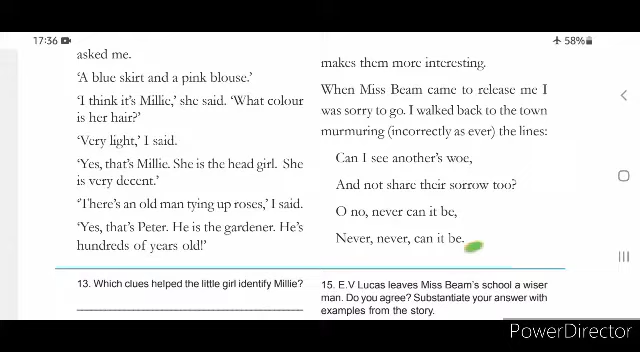 17:36
58%
asked me.
'A blue skirt and a pink blouse.'
'I think it's Millie,' she said. 'What colour
is her hair?'
'Very light,' I said.
'Yes, that's Millie. She is the head girl. She
is very decent.'
'There's an old man tying up roses,' I said.
'Yes, that's Peter. He is the gardener. He's
hundreds of years old!'
13. Which clues helped the little girl identify Millie?
makes them more interesting.
When Miss Beam came to release me I
was sorry to go. I walked back to the town
murmuring (incorrectly as ever) the lines:
Can I see another's woe,
And not share their sorrow too?
O no, never can it be,
Never, never, can it be.
15. E.V Lucas leaves Miss Beam's school a wiser
man. Do you agree? Substantiate your answer with
examples from the story.
PowerDirector